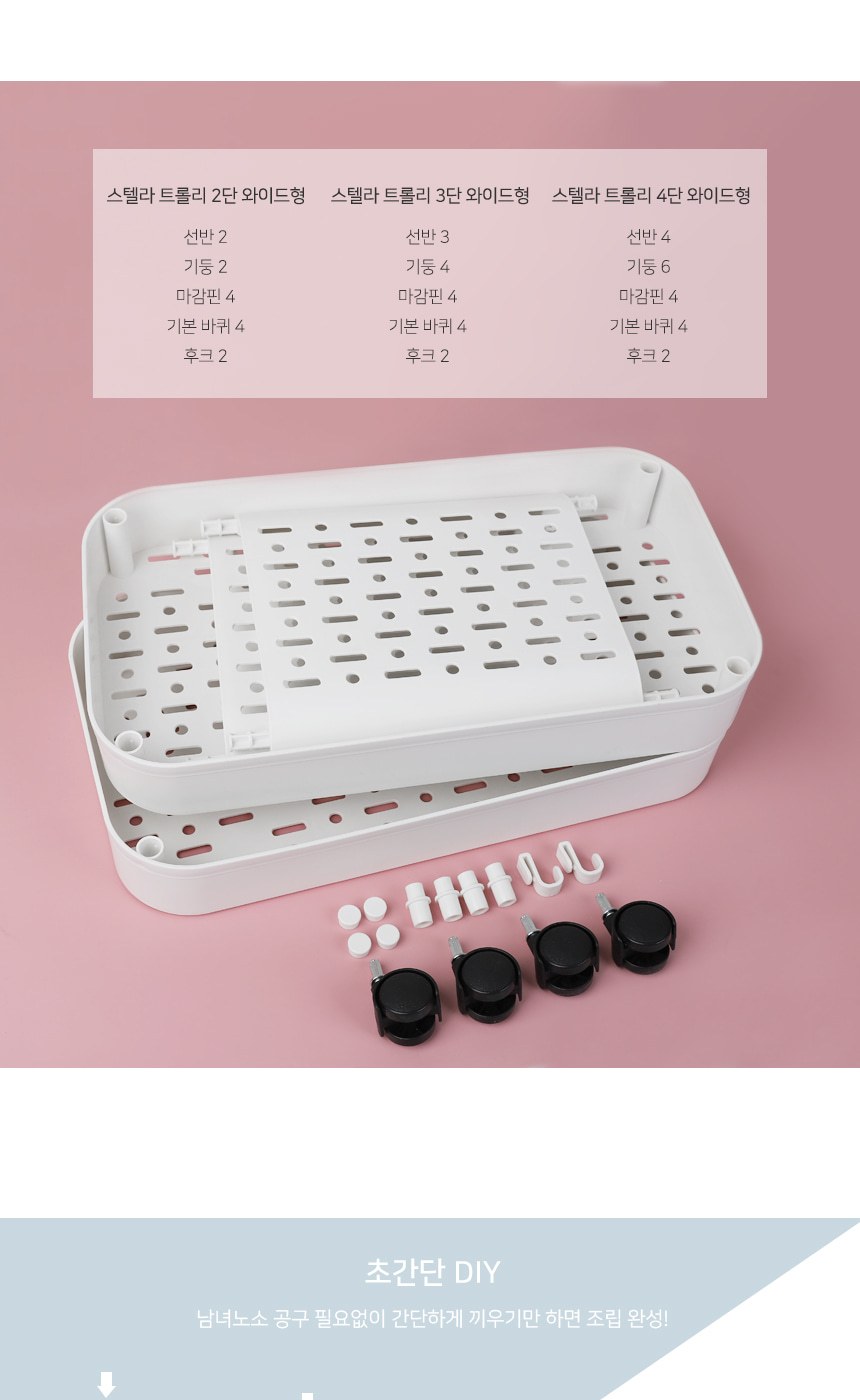 스텔라 트롤리 2단 와이드형
선반 2
기둥 2
마감핀 4
기본 바퀴 4
후크 2
스텔라 트롤리 3단 와이드형
선반 3
기둥 4
마감핀 4
기본 바퀴 4
후크 2
스텔라 트롤리 4단 와이드형
선반 4
기둥 6
마감핀 4
기본 바퀴 4
후크 2
초간단 DIY
남녀노소 공구 필요없이 간단하게 끼우기만 하면 조립 완성!